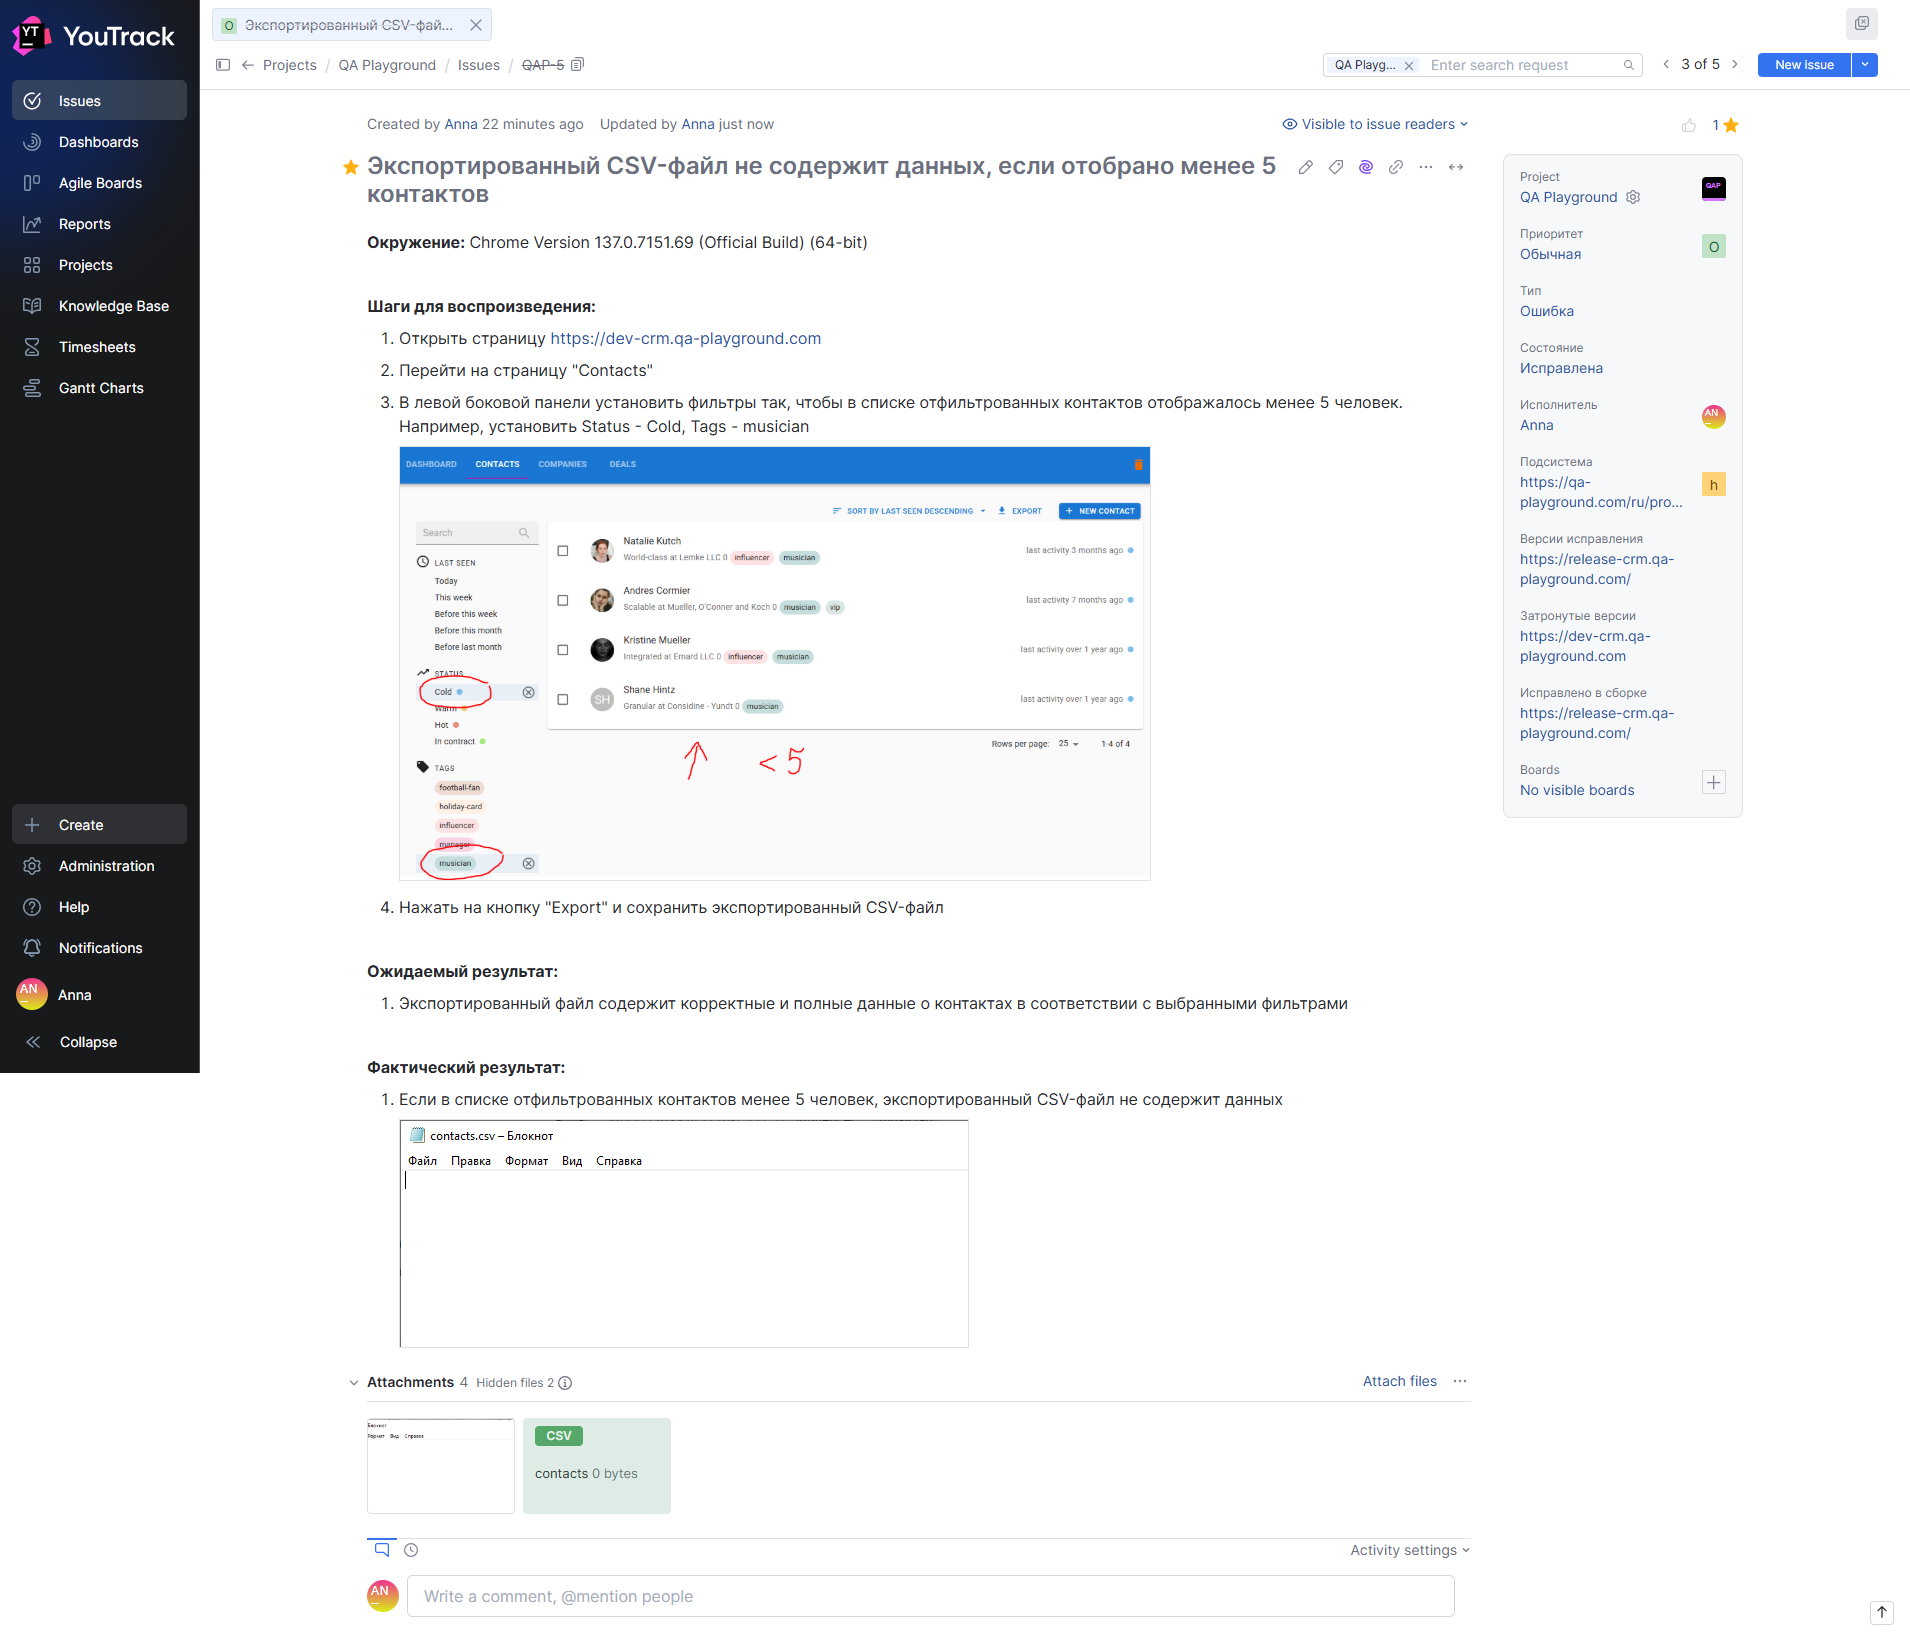 YouTrack
Issues
Dashboards
Agile Boards
Reports
Projects
Knowledge Base
Timesheets
Gantt Charts
Create
Administration
Help
Notifications
AN
Anna
Collapse
О Экспортированный CSV-фай...
Projects / QA Playground / Issues / QAP-5
QA Playg... Enter search request
3 of 5
New Issue
Created by Anna 22 minutes ago Updated by Anna just now
Visible to issue readers
1
Экспортированный CSV-файл не содержит данных, если отобрано менее 5
контактов
Окружение: Chrome Version 137.0.7151.69 (Official Build) (64-bit)
Шаги для воспроизведения:
1. Открыть страницу https://dev-crm.qa-playground.com
2. Перейти на страницу "Contacts"
3. В левой боковой панели установить фильтры так, чтобы в списке отфильтрованных контактов отображалось менее 5 человек.
Например, установить Status - Cold, Tags - musician
DASHBOARD CONTACTS COMPANIES DEALS
SORT BY LAST SEEN DESCENDING EXPORT + NEW CONTACT
Search
LAST SEEN
Today
This week
Before this week
Before this month
Before last month
STATUS
Cold
Warm
Hot
In contract
TAGS
football-fan
holiday-card
influencer
manager
musician
Natalie Kutch
World-class at Lemke LLC 0 influencer musician
last activity 3 months ago
Andres Cormier
Scalable at Mueller, O'Conner and Koch 0 musician vip
last activity 7 months ago
Kristine Mueller
Integrated at Emard LLC 0 influencer musician
last activity over 1 year ago
SH
Shane Hintz
Granular at Considine - Yundt 0 musician
last activity over 1 year ago
Rows per page: 25 1-4 of 4
< 5
4. Нажать на кнопку "Export" и сохранить экспортированный CSV-файл
Ожидаемый результат:
1. Экспортированный файл содержит корректные и полные данные о контактах в соответствии с выбранными фильтрами
Фактический результат:
1. Если в списке отфильтрованных контактов менее 5 человек, экспортированный CSV-файл не содержит данных
contacts.csv – Блокнот
Файл Правка Формат Вид Справка
Attachments 4 Hidden files 2
Attach files
Блокнот
Формат Вид Справка
CSV
contacts 0 bytes
Activity settings
AN
Write a comment, @mention people
Project
QA Playground
QAP
Приоритет
Обычная
О
Тип
Ошибка
Состояние
Исправлена
Исполнитель
Anna
AN
Подсистема
https://qa-
playground.com/ru/pro...
h
Версии исправления
https://release-crm.qa-
playground.com/
Затронутые версии
https://dev-crm.qa-
playground.com
Исправлено в сборке
https://release-crm.qa-
playground.com/
Boards
No visible boards